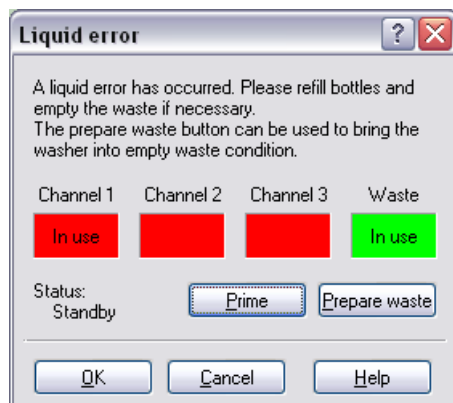 Liquid error
A liquid error has occurred. Please refill bottles and
empty the waste if necessary.
The prepare waste button can be used to bring the
washer into empty waste condition.
Channel 1 Channel 2 Channel 3 Waste
In use In use
Status:
Standby
Prime Prepare waste
OK Cancel Help